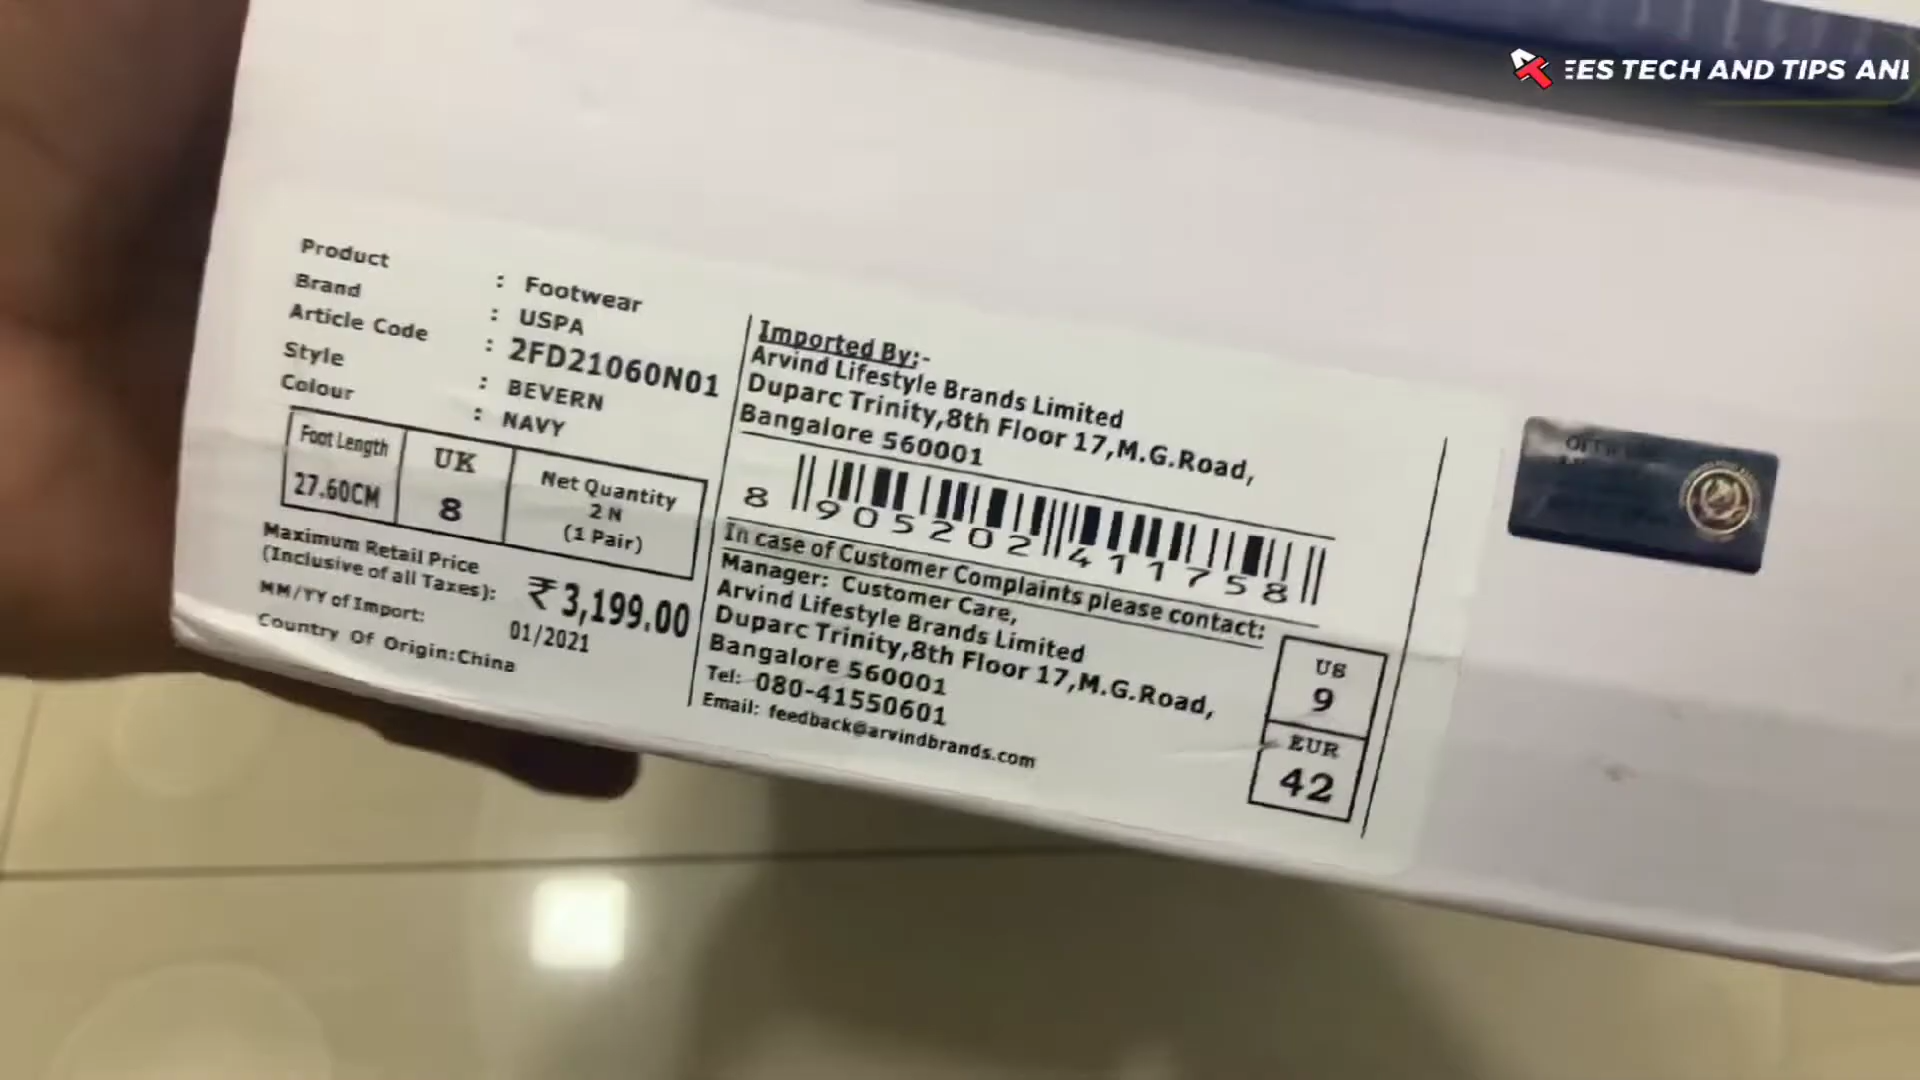 EES TECH AND TIPS AND
Product : Footwear
Brand : USPA
Article Code : 2FD21060N01
Style : BEVERN
Colour : NAVY
Foot Length
27.60CM
UK
8
Net Quantity
2 N
(1 Pair)
Maximum Retail Price
(Inclusive of all Taxes): ₹3,199.00
MM/YY of Import: 01/2021
Country Of Origin:China
Imported By:-
Arvind Lifestyle Brands Limited
Duparc Trinity,8th Floor 17,M.G.Road,
Bangalore 560001
8 905202 411758
In case of Customer Complaints please contact:
Manager: Customer Care,
Arvind Lifestyle Brands Limited
Duparc Trinity,8th Floor 17,M.G.Road,
Bangalore 560001
Tel: 080-41550601
Email: feedback@arvindbrands.com
US
9
EUR
42